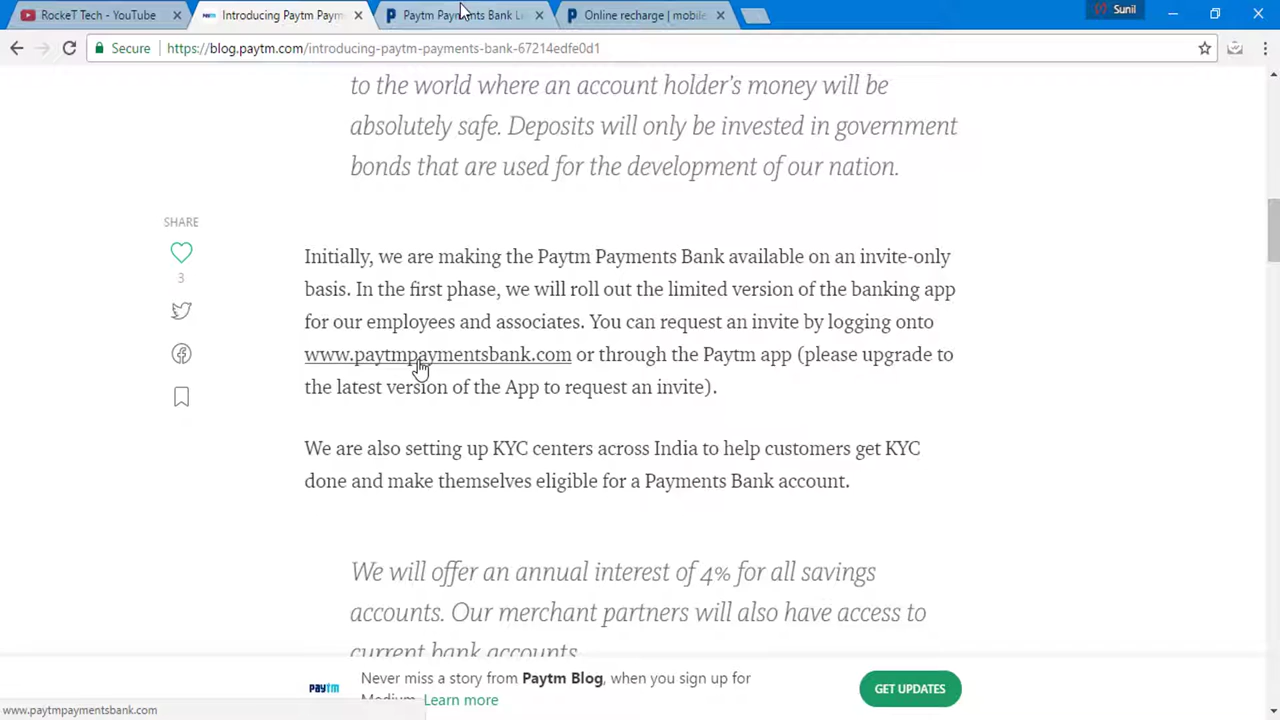 RockeT Tech - YouTube
Introducing Paytm Paym
Paytm Payments Bank L
Online recharge | mobile
Sunil
Secure
https://blog.paytm.com/introducing-paytm-payments-bank-67214edfe0d1
to the world where an account holder's money will be
absolutely safe. Deposits will only be invested in government
bonds that are used for the development of our nation.
SHARE
3
Initially, we are making the Paytm Payments Bank available on an invite-only
basis. In the first phase, we will roll out the limited version of the banking app
for our employees and associates. You can request an invite by logging onto
www.paytmpaymentsbank.com or through the Paytm app (please upgrade to
the latest version of the App to request an invite).
We are also setting up KYC centers across India to help customers get KYC
done and make themselves eligible for a Payments Bank account.
We will offer an annual interest of 4% for all savings
accounts. Our merchant partners will also have access to
current bank accounts.
paytm
Never miss a story from Paytm Blog, when you sign up for
Medium. Learn more
GET UPDATES
www.paytmpaymentsbank.com